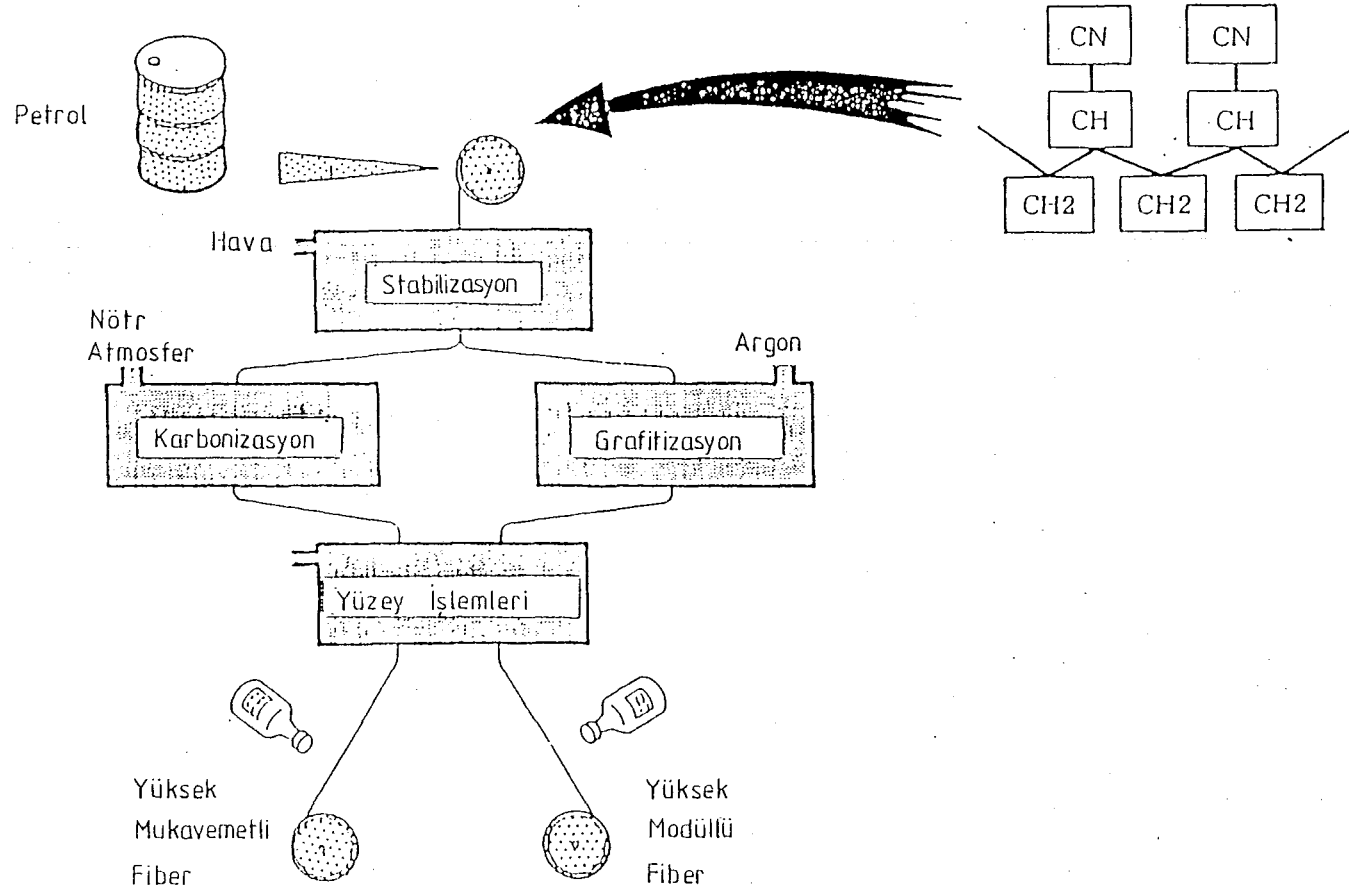 CN CN
Petrol
CH CH
CH2 CH2 CH2
Hava
Stabilizasyon
Nötr
Atmosfer
Argon
Karbonizasyon
Grafitizasyon
Yüzey İşlemleri
Yüksek
Mukavemetli
Fiber
Yüksek
Modüllü
Fiber